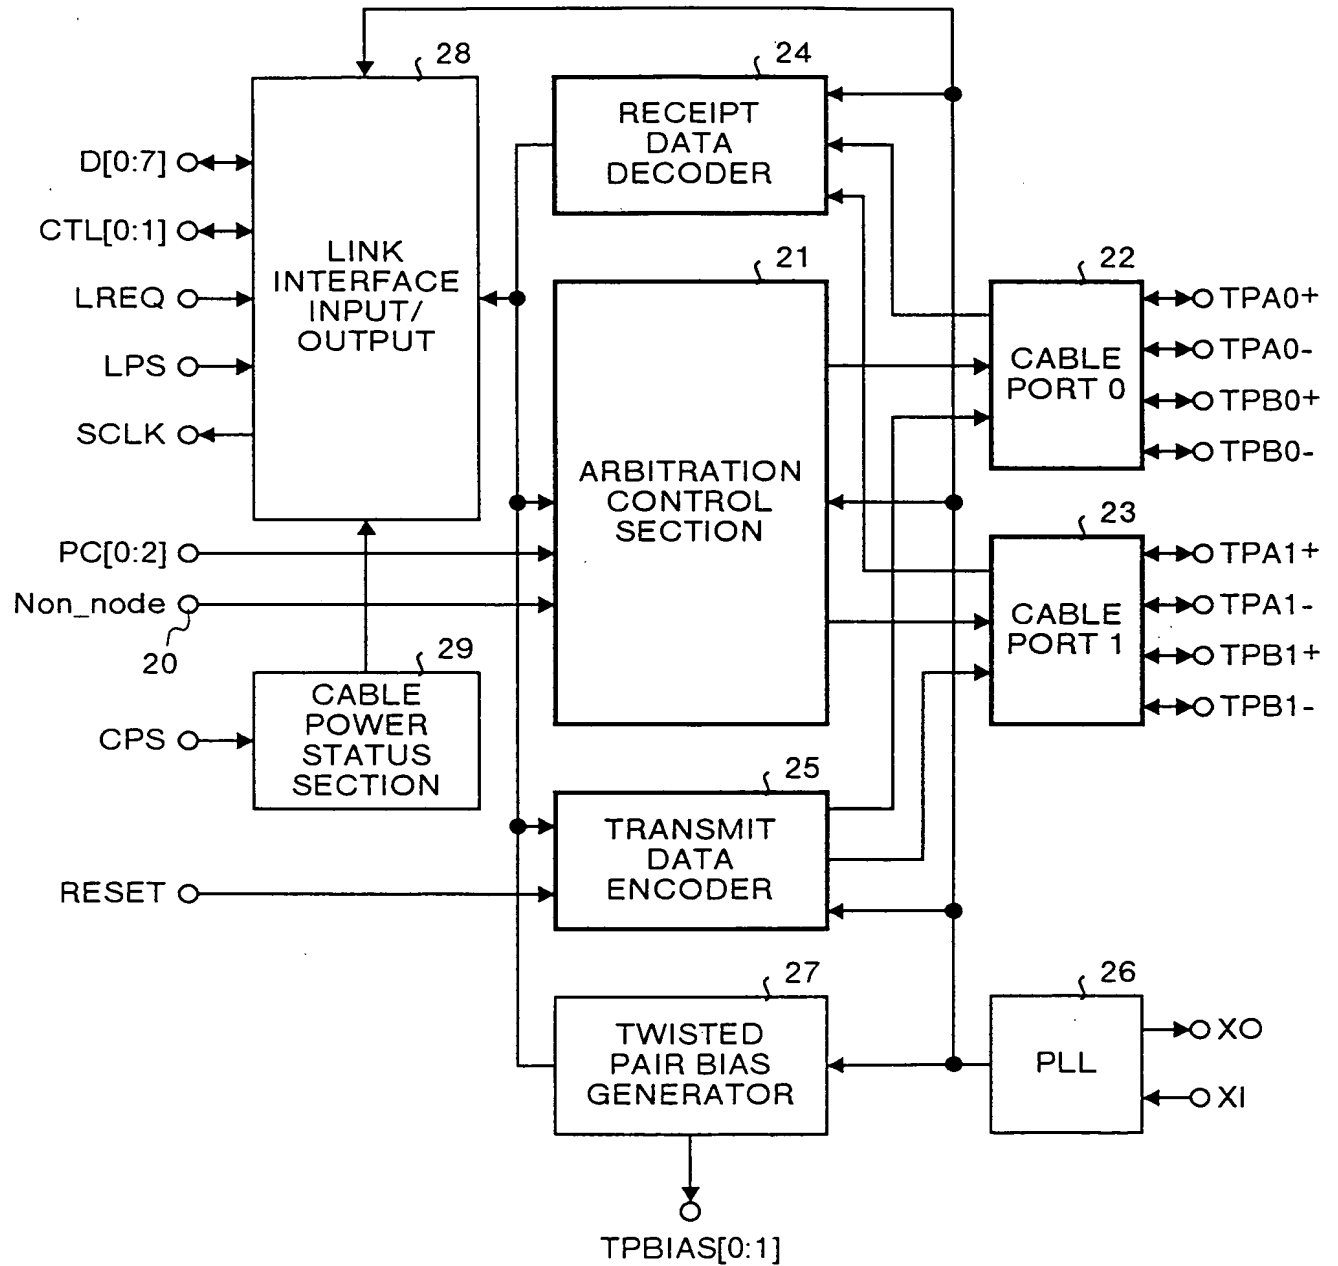 28
24
RECEIPT
DATA
DECODER
D[0:7]
CTL[0:1]
LREQ
LPS
SCLK
LINK
INTERFACE
INPUT/
OUTPUT
21
ARBITRATION
CONTROL
SECTION
22
CABLE
PORT 0
TPA0+
TPA0-
TPB0+
TPB0-
23
CABLE
PORT 1
TPA1+
TPA1-
TPB1+
TPB1-
PC[0:2]
Non_node
20
29
CABLE
POWER
STATUS
SECTION
CPS
25
TRANSMIT
DATA
ENCODER
RESET
27
TWISTED
PAIR BIAS
GENERATOR
26
PLL
XO
XI
TPBIAS[0:1]